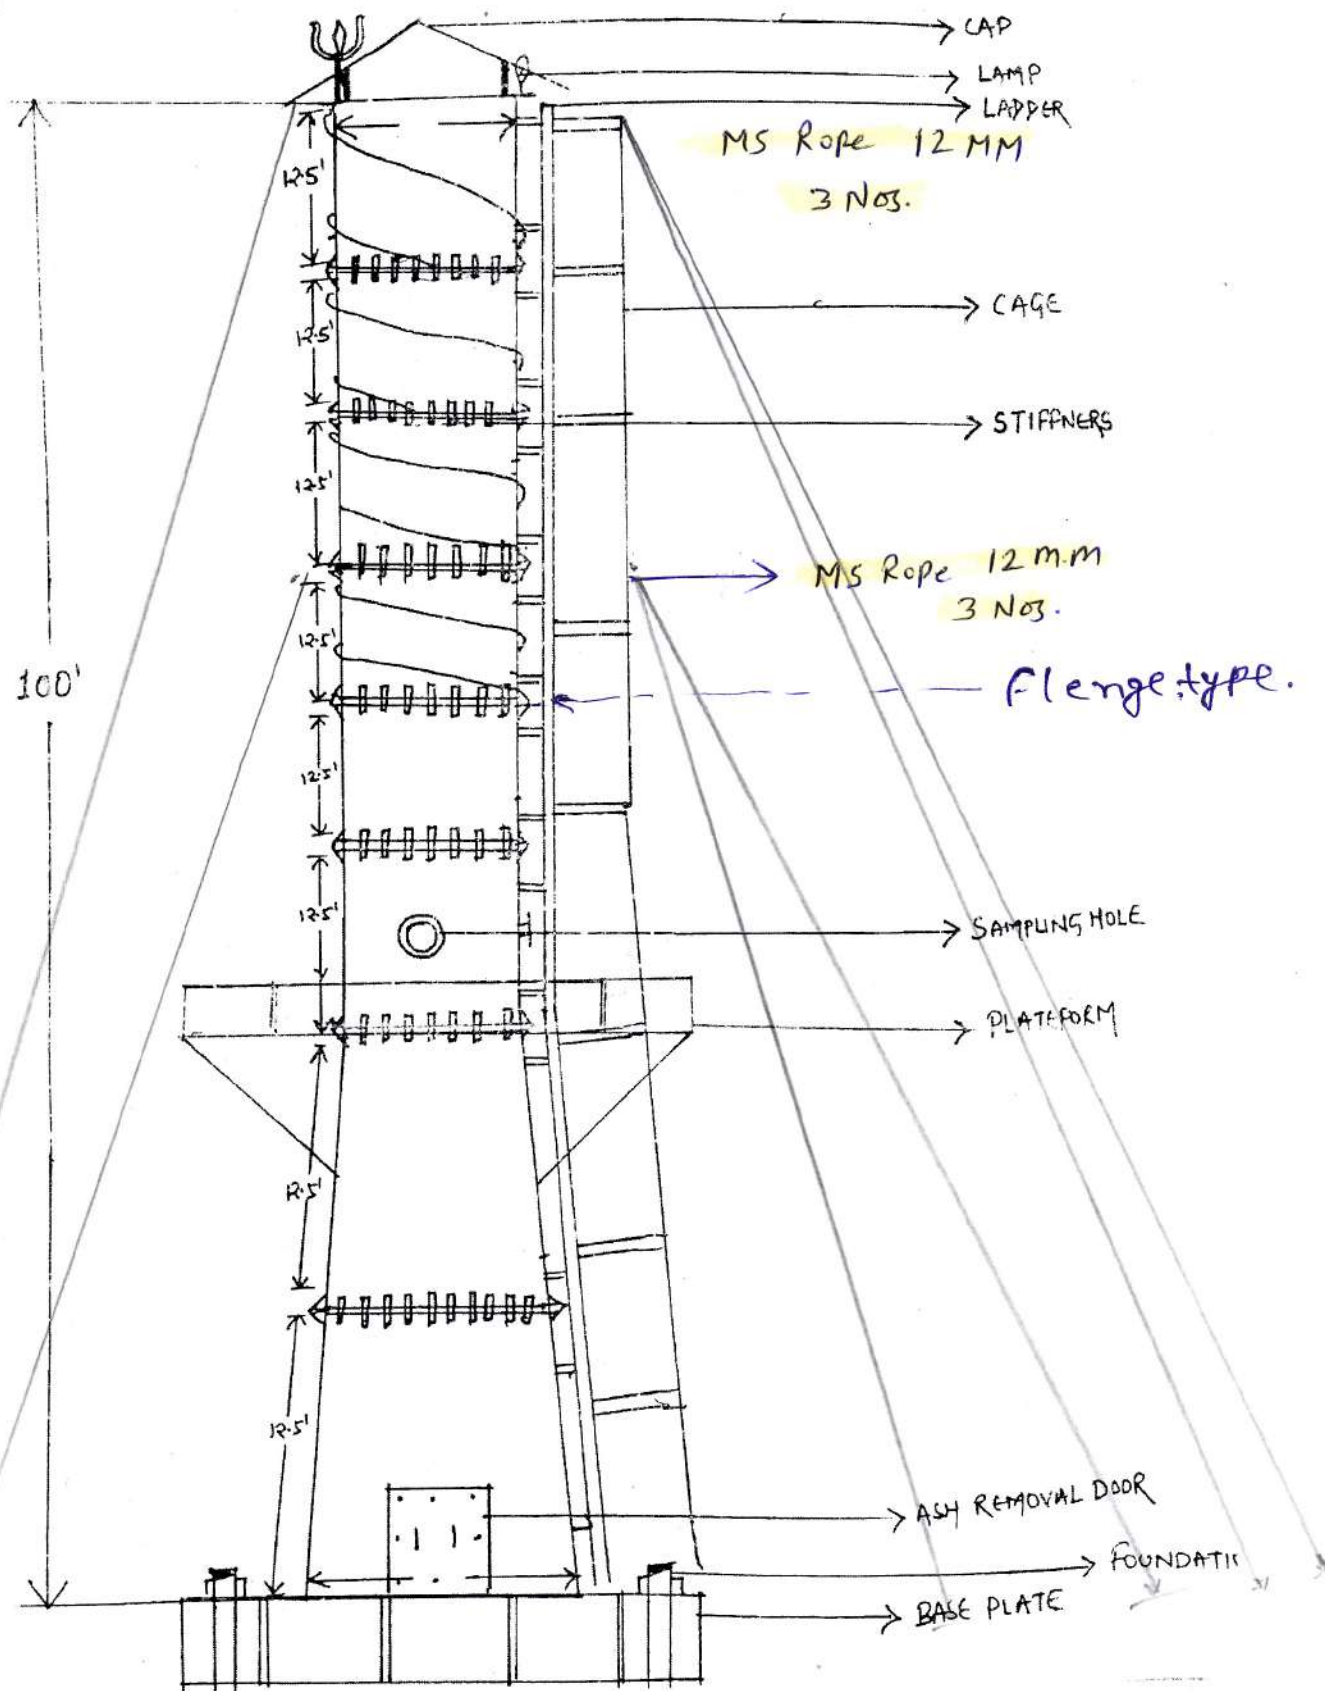 CAP
LAMP
LADDER
MS Rope 12 MM
3 Nos.
12.5'
CAGE
12.5'
STIFFNERS
12.5'
MS Rope 12 m.m
3 Nos.
12.5'
100'
Flenge type.
12.5'
12.5'
SAMPLING HOLE
PLATEFORM
12.5'
12.5'
ASH REMOVAL DOOR
FOUNDATI
BASE PLATE